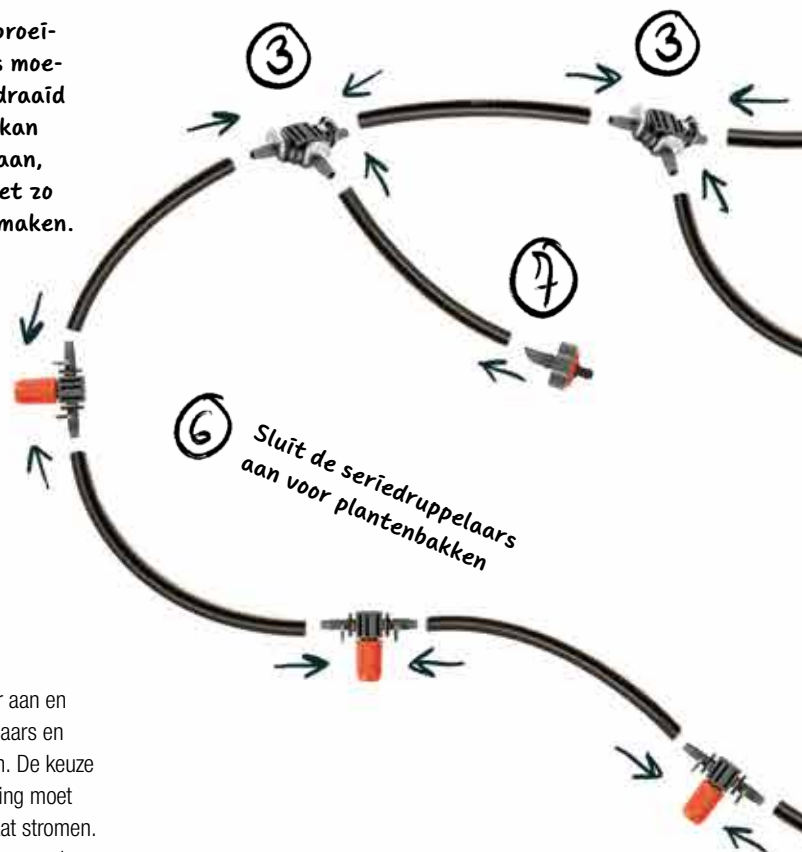 proei-
s moe-
draaid
kan
aan,
et zo
maken.
3
3
7
6
Sluit de seriedruppelaars
aan voor plantenbakken
r aan en
aars en
n. De keuze
ing moet
at stromen.